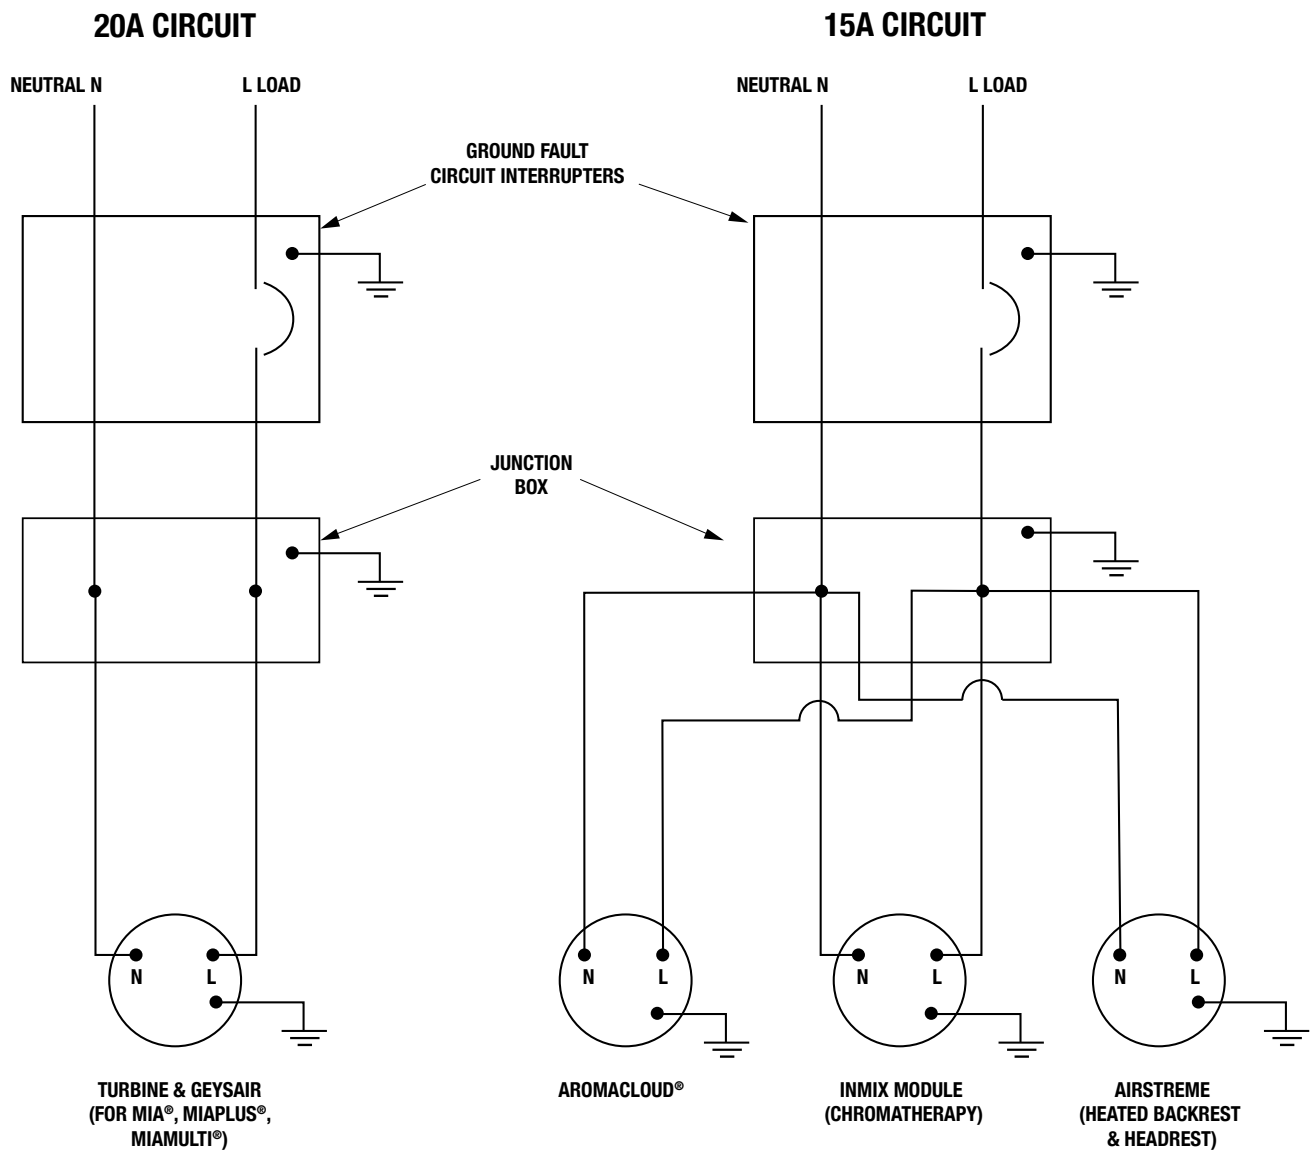 20A CIRCUIT
15A CIRCUIT
NEUTRAL N
L LOAD
NEUTRAL N
L LOAD
GROUND FAULT
CIRCUIT INTERRUPTERS
JUNCTION
BOX
N
L
N
L
N
L
N
L
TURBINE & GEYSAIR
(FOR MIA®, MIAPLUS®,
MIAMULTI®)
AROMACLOUD®
INMIX MODULE
(CHROMATHERAPY)
AIRSTREME
(HEATED BACKREST
& HEADREST)